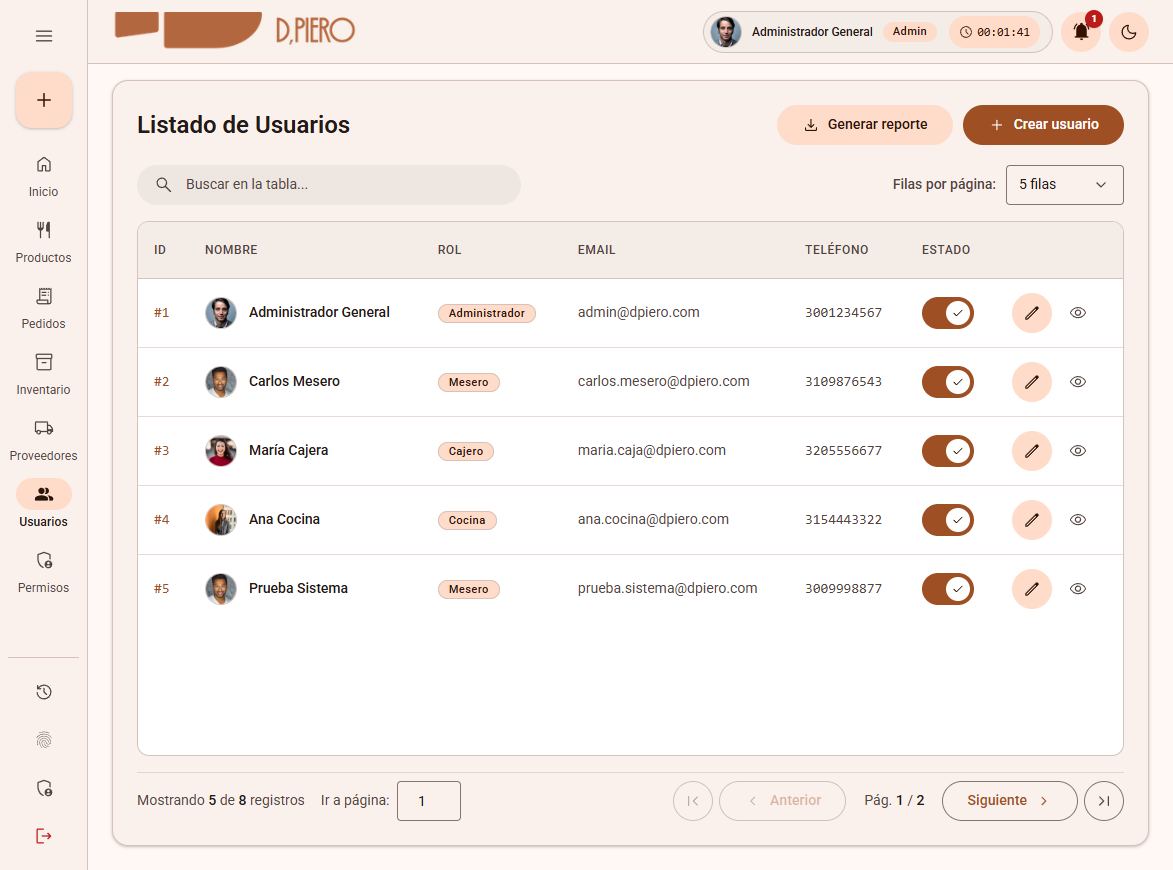 D,PIERO
Administrador General Admin 00:01:41 1
Listado de Usuarios
Generar reporte
Crear usuario
Buscar en la tabla...
Filas por página: 5 filas
Inicio
Productos
Pedidos
Inventario
Proveedores
Usuarios
Permisos
ID NOMBRE ROL EMAIL TELÉFONO ESTADO
#1 Administrador General Administrador admin@dpiero.com 3001234567
#2 Carlos Mesero Mesero carlos.mesero@dpiero.com 3109876543
#3 María Cajera Cajero maria.caja@dpiero.com 3205556677
#4 Ana Cocina Cocina ana.cocina@dpiero.com 3154443322
#5 Prueba Sistema Mesero prueba.sistema@dpiero.com 3009998877
Mostrando 5 de 8 registros Ir a página: 1
Anterior Pág. 1 / 2 Siguiente